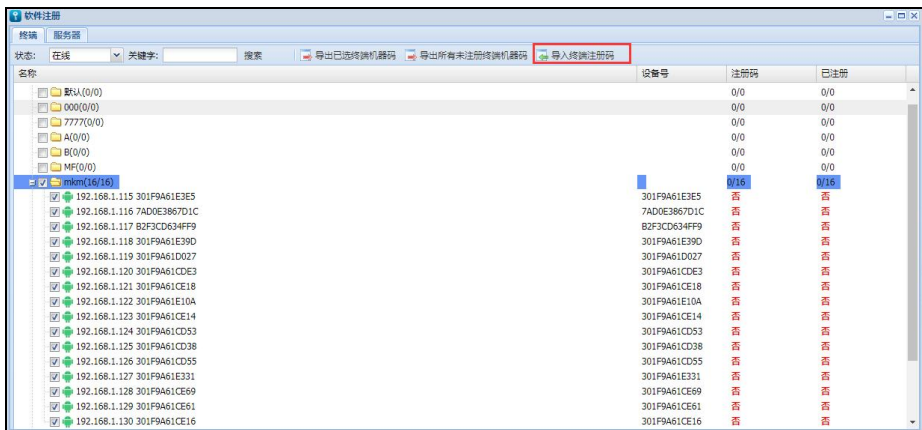 软件注册
终端 服务器
状态: 在线 关键字: 搜索 导出已选终端机器码 导出所有未注册终端机器码 导入终端注册码
名称 设备号 注册码 已注册
默认(0/0) 0/0 0/0
000(0/0) 0/0 0/0
7777(0/0) 0/0 0/0
A(0/0) 0/0 0/0
B(0/0) 0/0 0/0
MF(0/0) 0/0 0/0
mkm(16/16) 0/16 0/16
192.168.1.115 301F9A61E3E5 301F9A61E3E5 否 否
192.168.1.116 7AD0E3867D1C 7AD0E3867D1C 否 否
192.168.1.117 B2F3CD634FF9 B2F3CD634FF9 否 否
192.168.1.118 301F9A61E39D 301F9A61E39D 否 否
192.168.1.119 301F9A61D027 301F9A61D027 否 否
192.168.1.120 301F9A61CDE3 301F9A61CDE3 否 否
192.168.1.121 301F9A61CE18 301F9A61CE18 否 否
192.168.1.122 301F9A61E10A 301F9A61E10A 否 否
192.168.1.123 301F9A61CE14 301F9A61CE14 否 否
192.168.1.124 301F9A61CD53 301F9A61CD53 否 否
192.168.1.125 301F9A61CD38 301F9A61CD38 否 否
192.168.1.126 301F9A61CD55 301F9A61CD55 否 否
192.168.1.127 301F9A61E331 301F9A61E331 否 否
192.168.1.128 301F9A61CE69 301F9A61CE69 否 否
192.168.1.129 301F9A61CE61 301F9A61CE61 否 否
192.168.1.130 301F9A61CE16 301F9A61CE16 否 否